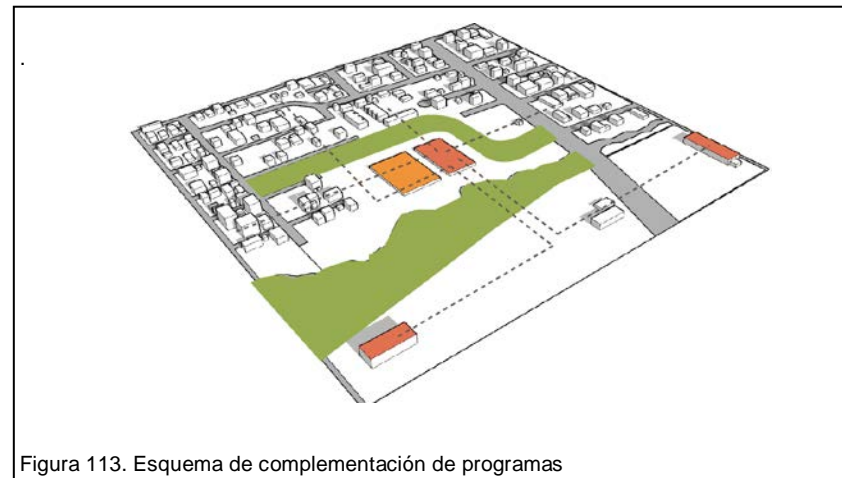 .
Figura 113. Esquema de complementación de programas